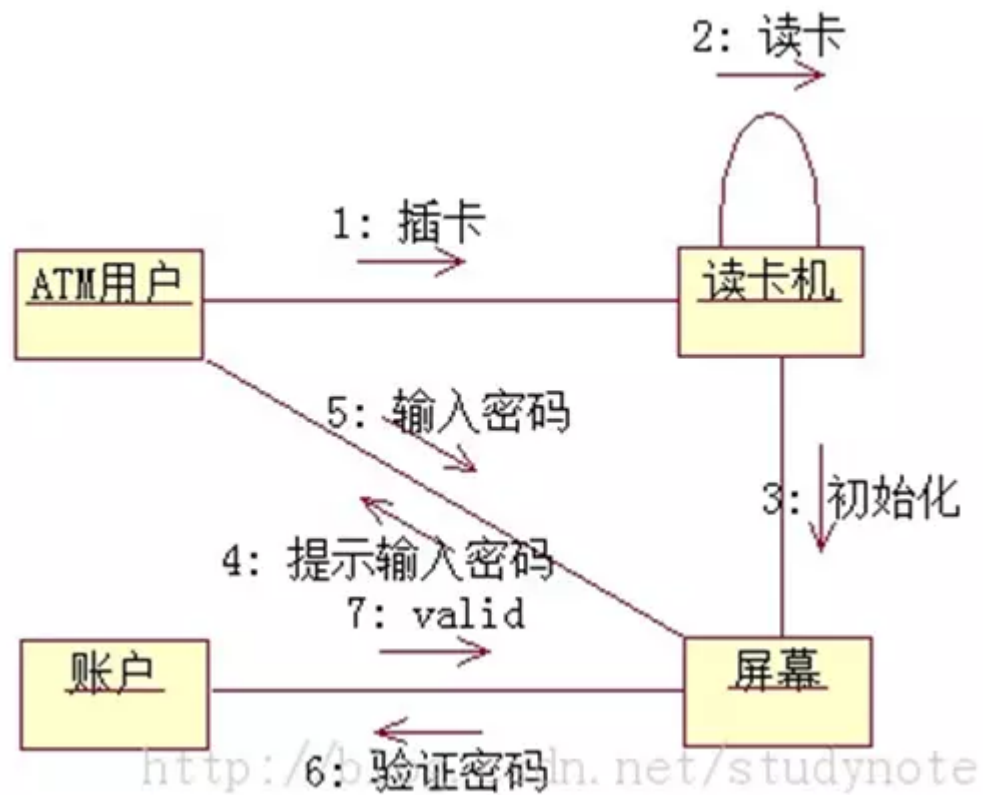 2: 读卡
1: 插卡
ATM用户
读卡机
5: 输入密码
3: 初始化
4: 提示输入密码
7: valid
账户
屏幕
6: 验证密码